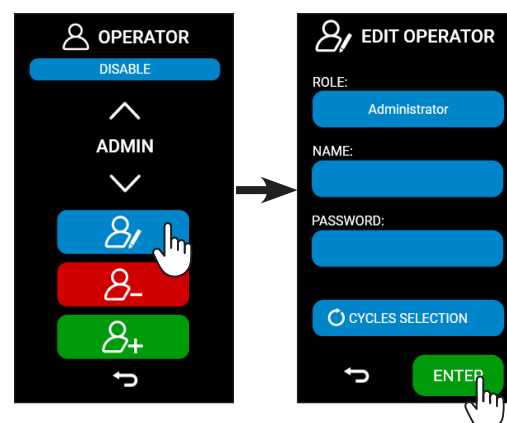 OPERATOR
DISABLE
ADMIN
EDIT OPERATOR
ROLE:
Administrator
NAME:
PASSWORD:
CYCLES SELECTION
ENTER